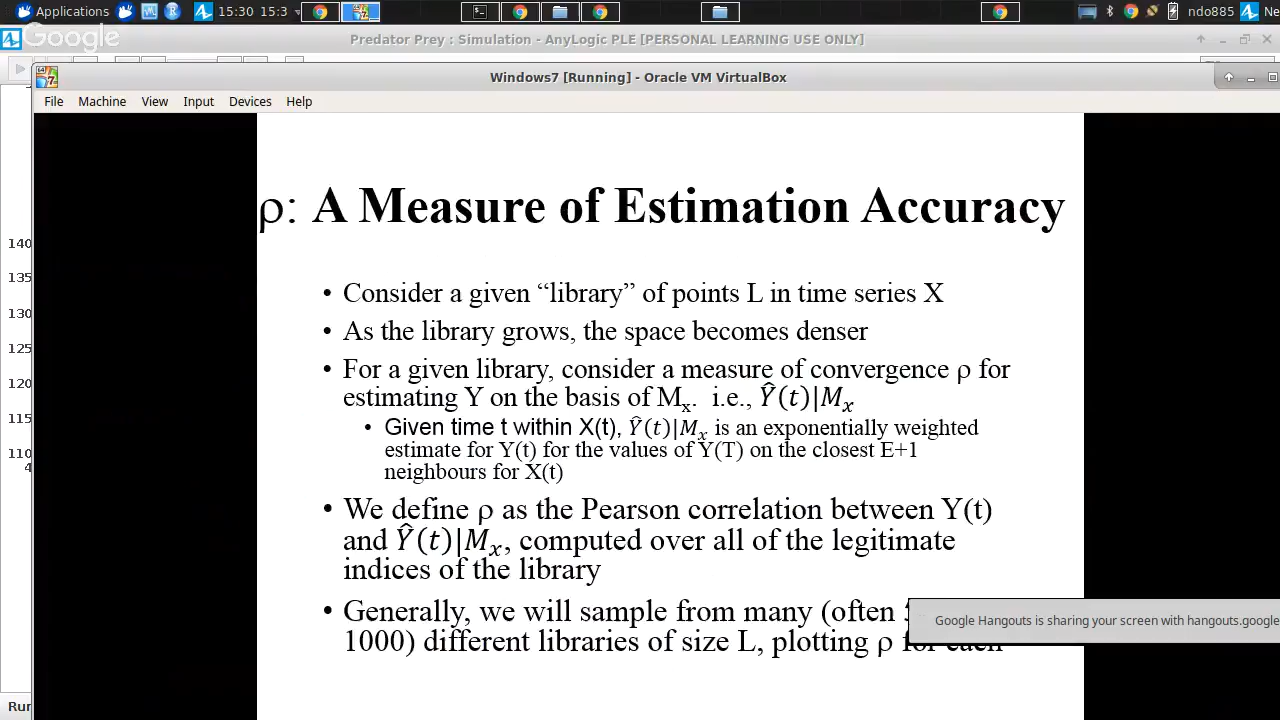 Applications 15:30 15:3 ndo885 Ne
Google
Predator Prey : Simulation - AnyLogic PLE [PERSONAL LEARNING USE ONLY]
Windows7 [Running] - Oracle VM VirtualBox
File Machine View Input Devices Help
ρ: A Measure of Estimation Accuracy
• Consider a given “library” of points L in time series X
• As the library grows, the space becomes denser
• For a given library, consider a measure of convergence ρ for
estimating Y on the basis of Mx. i.e., Ŷ(t)|Mx
• Given time t within X(t), Ŷ(t)|Mx is an exponentially weighted
estimate for Y(t) for the values of Y(T) on the closest E+1
neighbours for X(t)
• We define ρ as the Pearson correlation between Y(t)
and Ŷ(t)|Mx, computed over all of the legitimate
indices of the library
• Generally, we will sample from many (often
1000) different libraries of size L, plotting ρ for each
Google Hangouts is sharing your screen with hangouts.google
140
135
130
125
120
115
110
4
Rur